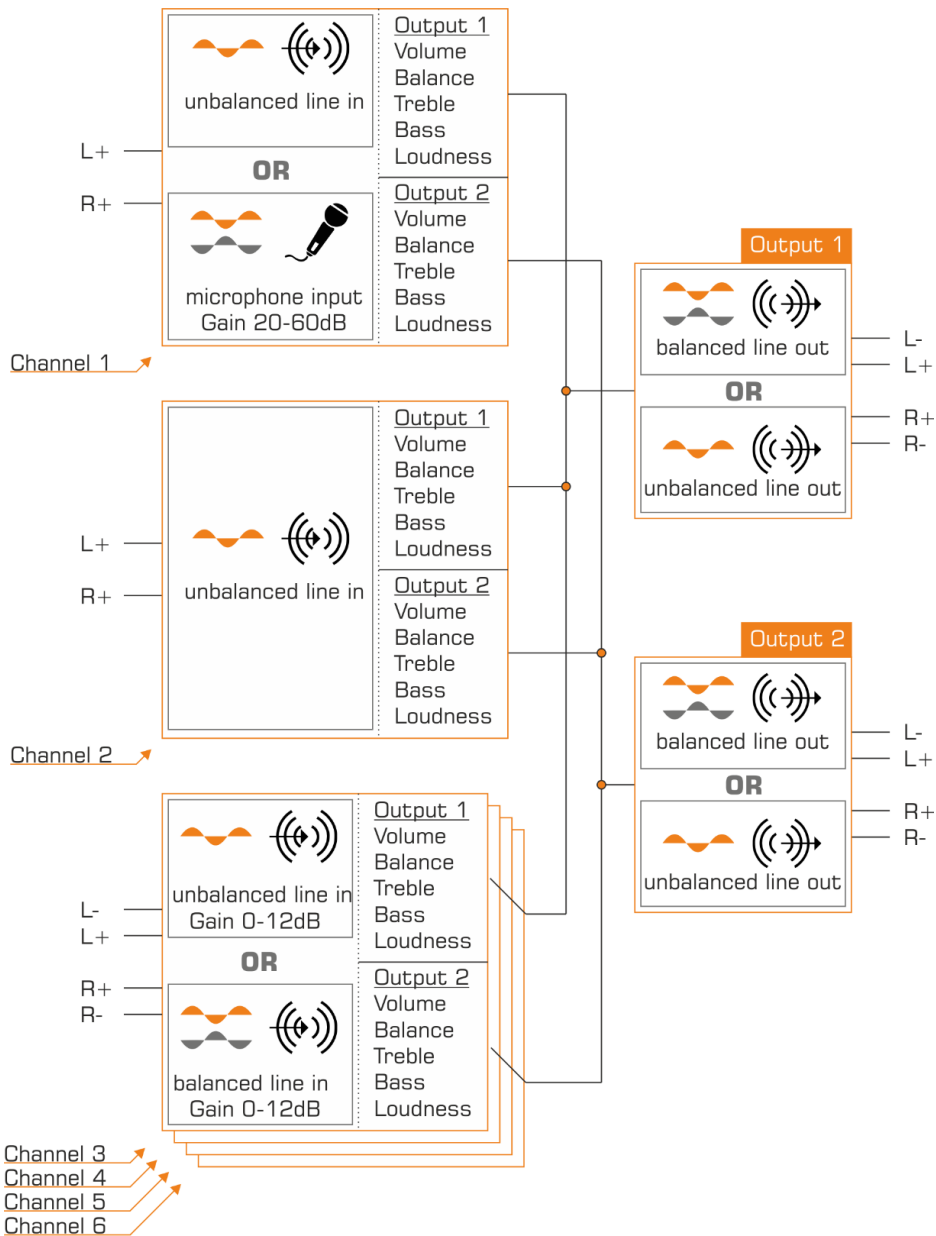 unbalanced line in
L+
OR
R+
microphone input
Gain 20-60dB
Output 1
Volume
Balance
Treble
Bass
Loudness
Output 2
Volume
Balance
Treble
Bass
Loudness
Channel 1
Output 1
balanced line out
L-
L+
OR
R+
R-
unbalanced line out
L+
R+
unbalanced line in
Output 1
Volume
Balance
Treble
Bass
Loudness
Output 2
Volume
Balance
Treble
Bass
Loudness
Channel 2
Output 2
balanced line out
L-
L+
OR
R+
R-
unbalanced line out
unbalanced line in
Gain 0-12dB
L-
L+
OR
R+
R-
balanced line in
Gain 0-12dB
Output 1
Volume
Balance
Treble
Bass
Loudness
Output 2
Volume
Balance
Treble
Bass
Loudness
Channel 3
Channel 4
Channel 5
Channel 6